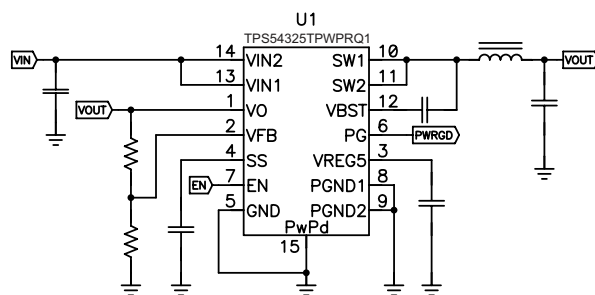 U1
TPS54325TPWPRQ1
VIN
14 VIN2 SW1 10
13 VIN1 SW2 11
VOUT
VOUT 1 VO VBST 12
2 VFB PG 6 PWRGD
4 SS VREG5 3
EN 7 EN PGND1 8
5 GND PGND2 9
PwPd
15